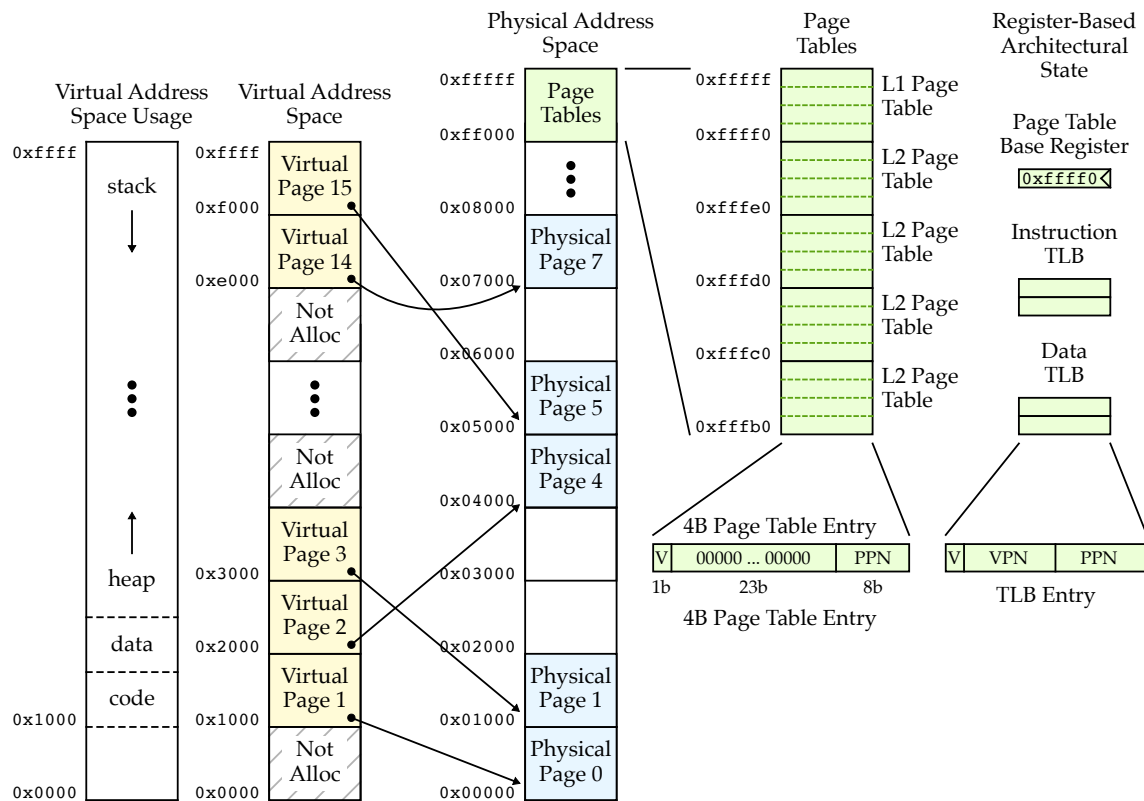 Virtual Address
Space Usage
0xffff
stack
heap
data
code
0x1000
0x0000
Virtual Address
Space
0xffff
Virtual
Page 15
0xf000
Virtual
Page 14
0xe000
Not
Alloc
Not
Alloc
Virtual
Page 3
0x3000
Virtual
Page 2
0x2000
Virtual
Page 1
0x1000
Not
Alloc
0x0000
Physical Address
Space
0xfffff
Page
Tables
0xff000
0x08000
Physical
Page 7
0x07000
0x06000
Physical
Page 5
0x05000
Physical
Page 4
0x04000
0x03000
0x02000
Physical
Page 1
0x01000
Physical
Page 0
0x00000
Page
Tables
0xfffff
L1 Page
Table
0xffff0
L2 Page
Table
0xfffe0
L2 Page
Table
0xfffd0
L2 Page
Table
0xfffc0
L2 Page
Table
0xfffb0
4B Page Table Entry
V 00000 ... 00000 PPN
1b 23b 8b
4B Page Table Entry
Register-Based
Architectural
State
Page Table
Base Register
0xffff0
Instruction
TLB
Data
TLB
V VPN PPN
TLB Entry